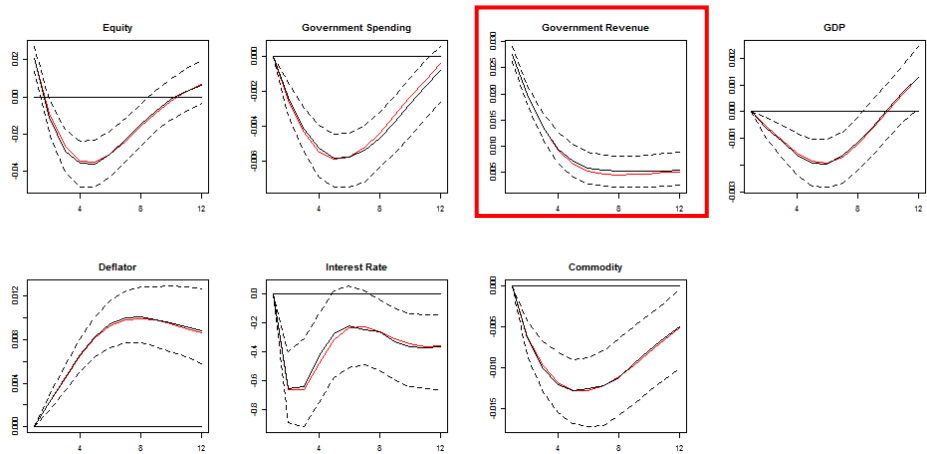 Equity
0.02
0.00
-0.02
-0.04
4 8 12
Government Spending
0.000
-0.002
-0.004
-0.006
4 8 12
Government Revenue
0.030
0.025
0.020
0.015
0.010
0.005
4 8 12
GDP
0.002
0.001
0.000
-0.001
-0.003
4 8 12
Deflator
0.012
0.008
0.004
0.000
4 8 12
Interest Rate
0.0
-0.2
-0.4
-0.6
-0.8
4 8 12
Commodity
0.000
-0.005
-0.010
-0.015
4 8 12